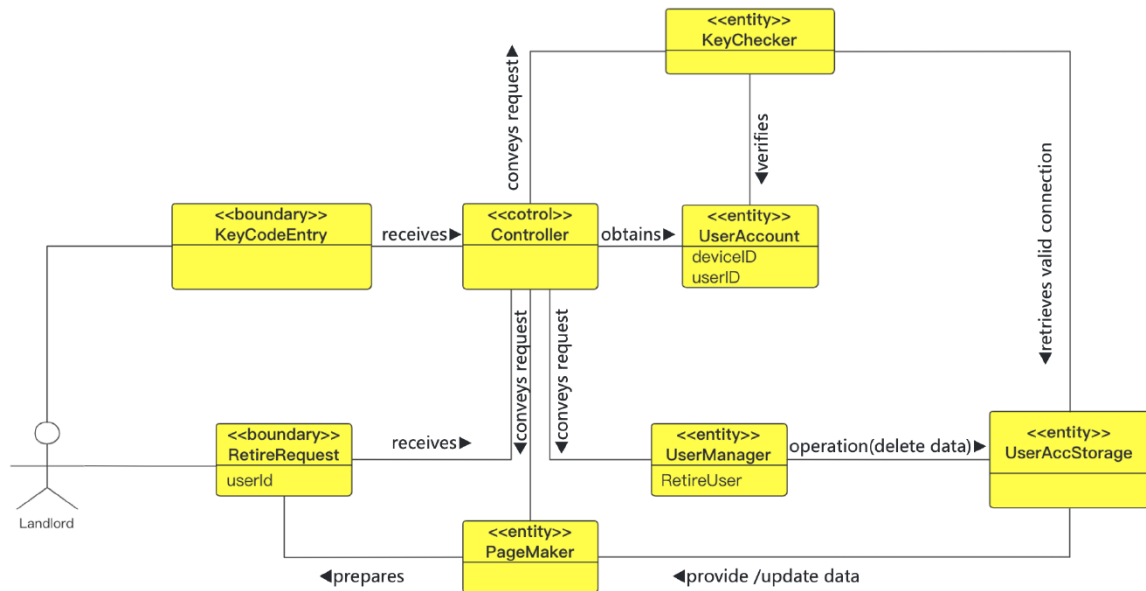 <<entity>>
KeyChecker
conveys request
verifies
retrieves valid connection
<<boundary>>
KeyCodeEntry
receives
<<cotrol>>
Controller
obtains
<<entity>>
UserAccount
deviceID
userID
conveys request
conveys request
<<boundary>>
RetireRequest
userId
receives
<<entity>>
UserManager
RetireUser
operation(delete data)
<<entity>>
UserAccStorage
Landlord
<<entity>>
PageMaker
prepares
provide /update data